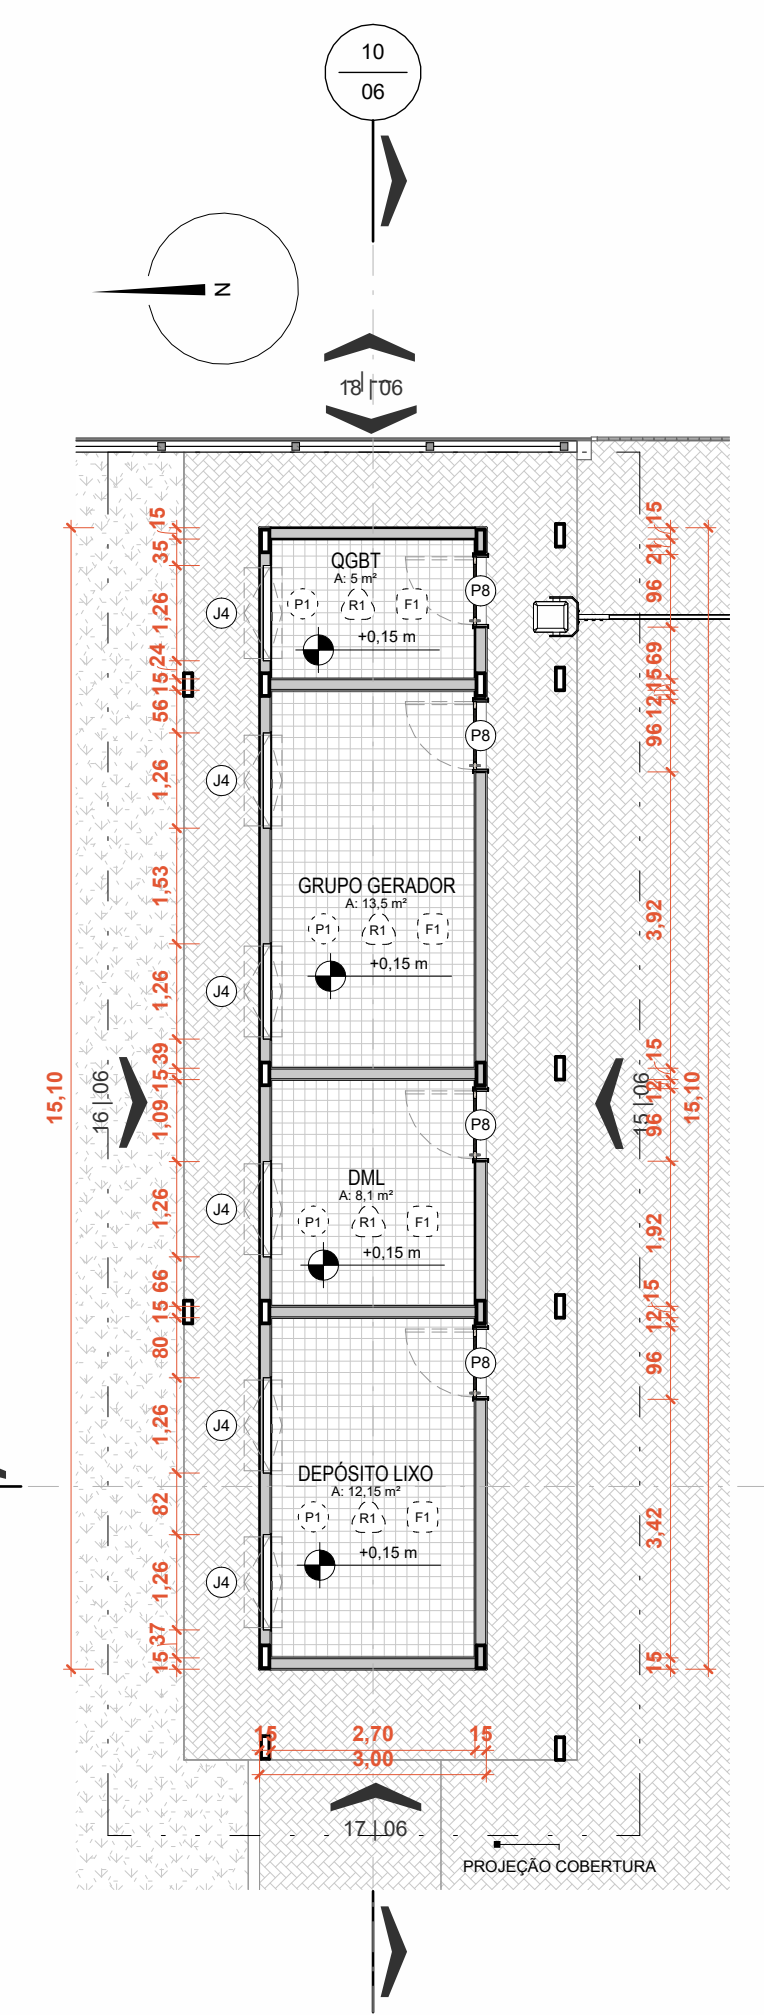 10
06
N
18 | 06
QGBT
A: 5 m²
P1
R1
F1
+0,15 m
J4
P8
GRUPO GERADOR
A: 13,5 m²
P1
R1
F1
+0,15 m
J4
J4
P8
DML
A: 8,1 m²
P1
R1
F1
+0,15 m
J4
P8
DEPÓSITO LIXO
A: 12,15 m²
P1
R1
F1
+0,15 m
J4
J4
P8
15,10
16 | 06
15
35
1,26
24
15
56
1,26
1,53
1,26
39
15
1,09
1,26
66
15
80
1,26
82
1,26
37
15
15
21
96
69
15
12
96
3,92
15
12
96
1,92
15
12
96
3,42
15
15 | 06
15,10
15
2,70
15
3,00
17 | 06
PROJEÇÃO COBERTURA